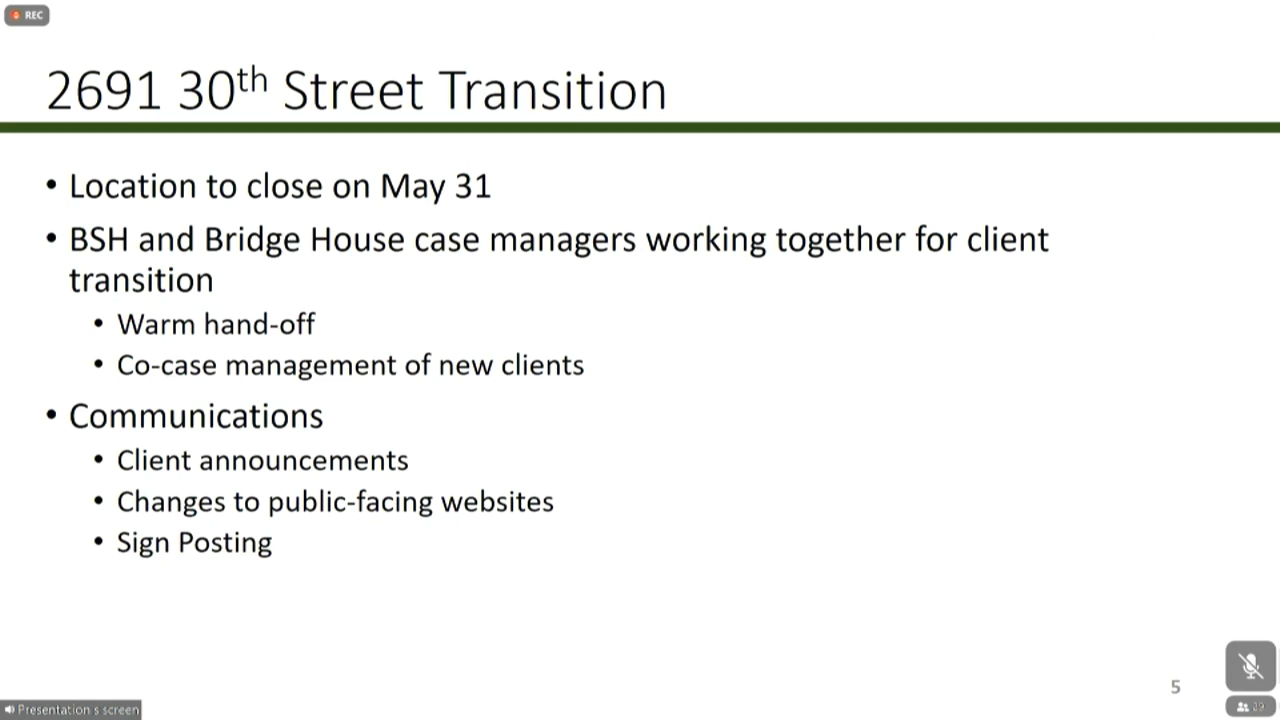 REC
2691 30th Street Transition
• Location to close on May 31
• BSH and Bridge House case managers working together for client
transition
• Warm hand-off
• Co-case management of new clients
• Communications
• Client announcements
• Changes to public-facing websites
• Sign Posting
5
29
Presentation s screen